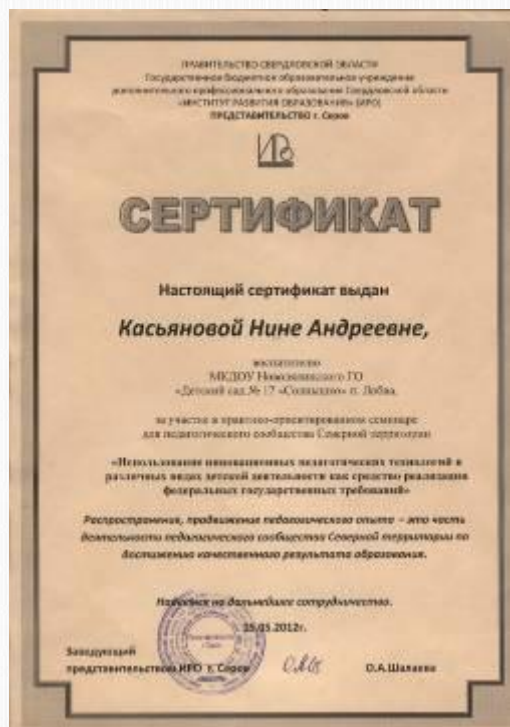 ПРАВИТЕЛЬСТВО СВЕРДЛОВСКОЙ ОБЛАСТИ
Государственное бюджетное образовательное учреждение
дополнительного профессионального образования Свердловской области
«ИНСТИТУТ РАЗВИТИЯ ОБРАЗОВАНИЯ» (ИРО)
ПРЕДСТАВИТЕЛЬСТВО г. Серов
СЕРТИФИКАТ
Настоящий сертификат выдан
Касьяновой Нине Андреевне,
воспитателю
МКДОУ Новолялинского ГО
«Детский сад № 17 «Солнышко» п. Лобва,
за участие в практико-ориентированном семинаре
для педагогического сообщества Северной территории
«Использование инновационных педагогических технологий в
различных видах детской деятельности как средство реализации
федеральных государственных требований»
Распространение, продвижение педагогического опыта – это часть
деятельности педагогического сообщества Северной территории по
достижению качественного результата образования.
Надеемся на дальнейшее сотрудничество.
.05.2012г.
Заведующий
представительством ИРО г. Серов
О.А.Шалаева